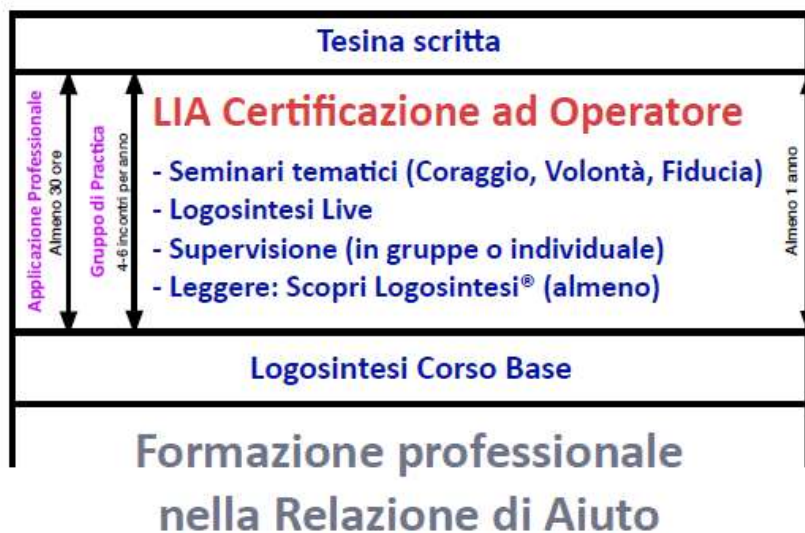 Tesina scritta
Applicazione Professionale
Almeno 30 ore
Gruppo di Practica
4-6 incontri per anno
LIA Certificazione ad Operatore
- Seminari tematici (Coraggio, Volontà, Fiducia)
- Logosintesi Live
- Supervisione (in gruppe o individuale)
- Leggere: Scopri Logosintesi® (almeno)
Almeno 1 anno
Logosintesi Corso Base
Formazione professionale
nella Relazione di Aiuto